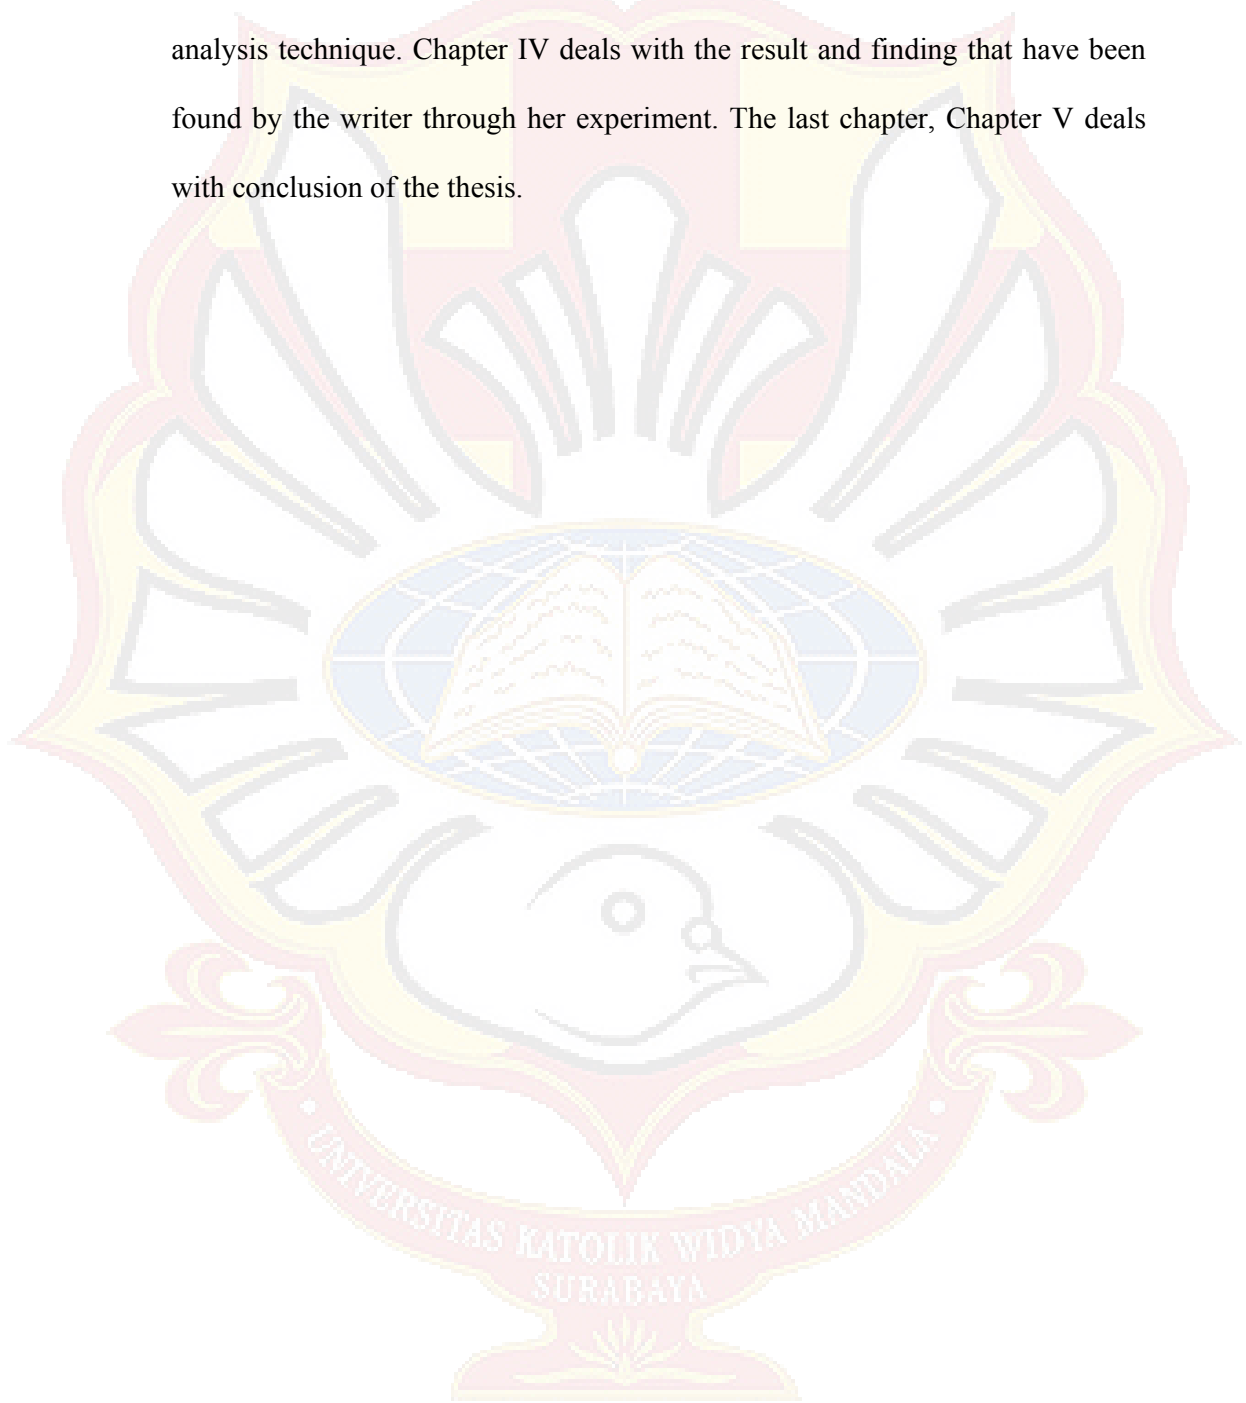 analysis technique. Chapter IV deals with the result and finding that have been
found by the writer through her experiment. The last chapter, Chapter V deals
with conclusion of the thesis.
• UNIVERSITAS KATOLIK WIDYA MANDALA •
SURABAYA